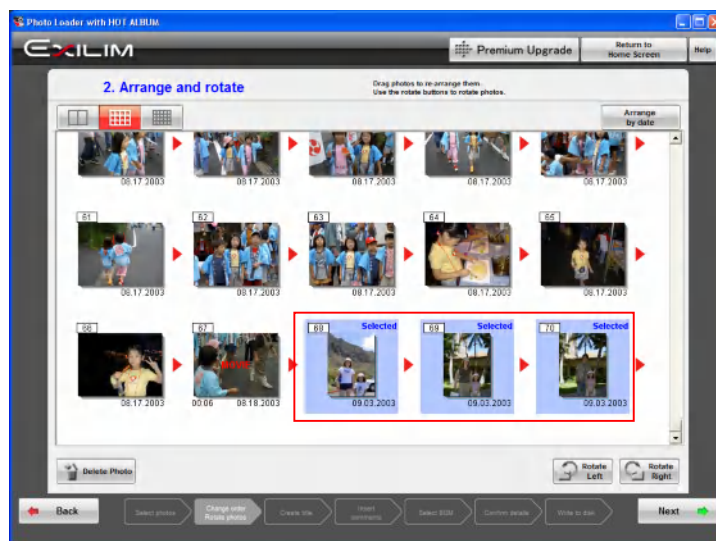 Photo Loader with HOT ALBUM
EXILIM
Premium Upgrade
Return to
Home Screen
Help
2. Arrange and rotate
Drag photos to re-arrange them.
Use the rotate buttons to rotate photos.
Arrange
by date
08.17.2003 08.17.2003 08.17.2003 08.17.2003 08.17.2003
61 62 63 64 65
08.17.2003 08.17.2003 08.17.2003 08.17.2003 08.17.2003
66 67 68 Selected 69 Selected 70 Selected
08.17.2003 00:06 08.18.2003 09.03.2003 09.03.2003 09.03.2003
Delete Photo
Rotate
Left
Rotate
Right
Back
Select photos
Change order
Rotate photos
Create title
Insert
comments
Select BGM
Confirm details
Write to disk
Next